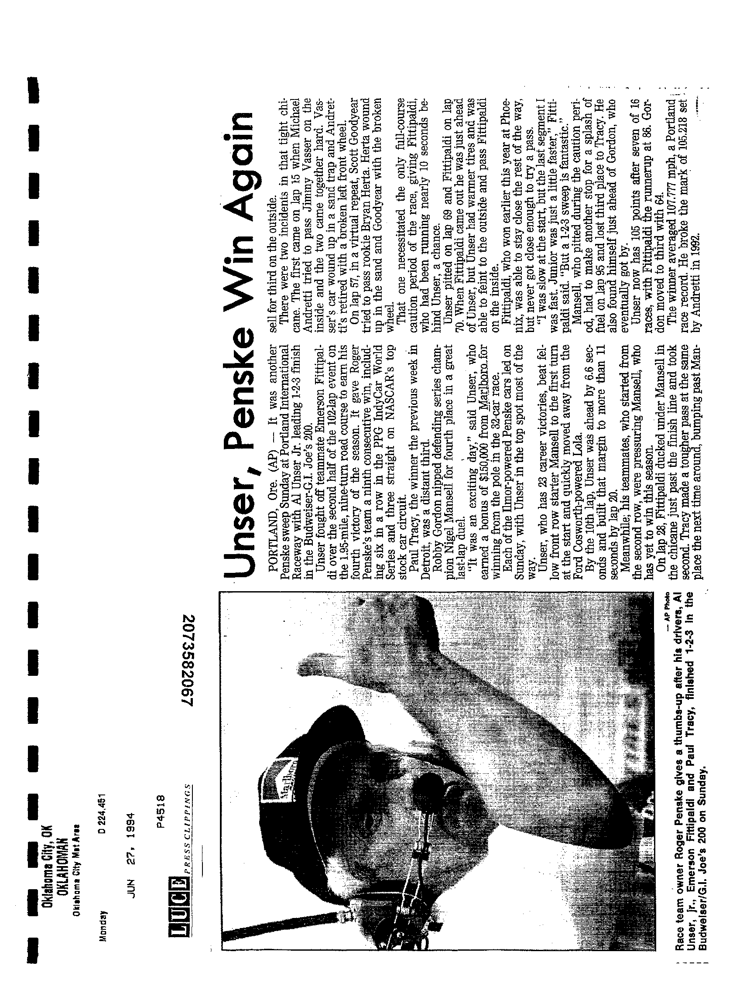 Oklahoma City, OK
OKLAHOMAN
Oklahoma City Met Area
Monday D 224,451
JUN 27, 1994
P4518
LUCE PRESS CLIPPINGS
2073582067
Marlboro
— AP Photo
Race team owner Roger Penske gives a thumbs-up after his drivers, Al
Unser, Jr., Emerson Fittipaldi and Paul Tracy, finished 1-2-3 in the
Budweiser/G.I. Joe's 200 on Sunday.
Unser, Penske Win Again
PORTLAND, Ore. (AP) — It was another
Penske sweep Sunday at Portland International
Raceway with Al Unser Jr. leading 1-2-3 finish
in the Budweiser-G.I. Joe's 200.
Unser fought off teammate Emerson Fittipal-
di over the second half of the 102-lap event on
the 1.95-mile, nine-turn road course to earn his
fourth victory of the season. It gave Roger
Penske's team a ninth consecutive win, includ-
ing six in a row in the PPG IndyCar World
Series and three straight on NASCAR's top
stock car circuit.
Paul Tracy, the winner the previous week in
Detroit, was a distant third.
Robby Gordon nipped defending series cham-
pion Nigel Mansell for fourth place in a great
last-lap duel.
"It was an exciting day," said Unser, who
earned a bonus of $150,000 from Marlboro for
winning from the pole in the 32-car race.
Each of the Ilmor-powered Penske cars led on
Sunday, with Unser in the top spot most of the
way.
Unser, who has 23 career victories, beat fel-
low front row starter Mansell to the first turn
at the start and quickly moved away from the
Ford Cosworth-powered Lola.
By the 10th lap, Unser was ahead by 6.6 sec-
onds and built that margin to more than 11
seconds by lap 20.
Meanwhile, his teammates, who started from
the second row, were pressuring Mansell, who
has yet to win this season.
On lap 28, Fittipaldi ducked under Mansell in
the chicane just past the finish line and took
second. Tracy made a tougher pass at the same
place the next time around, bumping past Man-
sell for third on the outside.
There were two incidents in that tight chi-
cane. The first came on lap 15 when Michael
Andretti tried to pass Jimmy Vasser on the
inside and the two came together hard. Vas-
ser's car wound up in a sand trap and Andret-
ti's retired with a broken left front wheel.
On lap 57, in a virtual repeat, Scott Goodyear
tried to pass rookie Bryan Herta. Herta wound
up in the sand and Goodyear with the broken
wheel.
That one necessitated the only full-course
caution period of the race, giving Fittipaldi,
who had been running nearly 10 seconds be-
hind Unser, a chance.
Unser pitted on lap 69 and Fittipaldi on lap
70. When Fittipaldi came out he was just ahead
of Unser, but Unser had warmer tires and was
able to feint to the outside and pass Fittipaldi
on the inside.
Fittipaldi, who won earlier this year at Phoe-
nix, was able to stay close the rest of the way,
but never got close enough to try a pass.
"I was slow at the start, but the last segment I
was fast. Junior was just a little faster," Fitti-
paldi said. "But a 1-2-3 sweep is fantastic."
Mansell, who pitted during the caution peri-
od, had to make another stop for a splash of
fuel on lap 95 and lost third place to Tracy. He
also found himself just ahead of Gordon, who
eventually got by.
Unser now has 105 points after seven of 16
races, with Fittipaldi the runnerup at 86. Gor-
don moved to third with 64.
The winner averaged 107.777 mph, a Portland
race record. He broke the mark of 105.218 set
by Andretti in 1992.